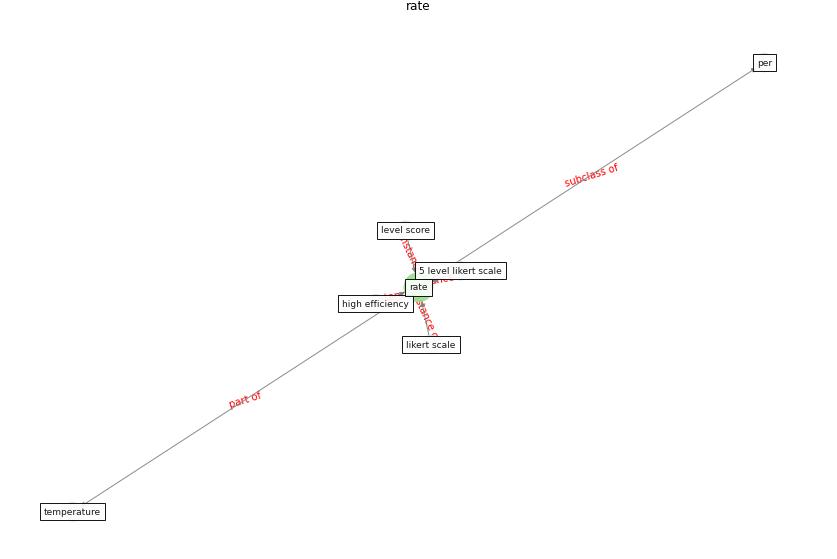 rate
per
subclass of
level score
5 level likert scale
rate
high efficiency
likert scale
part of
temperature